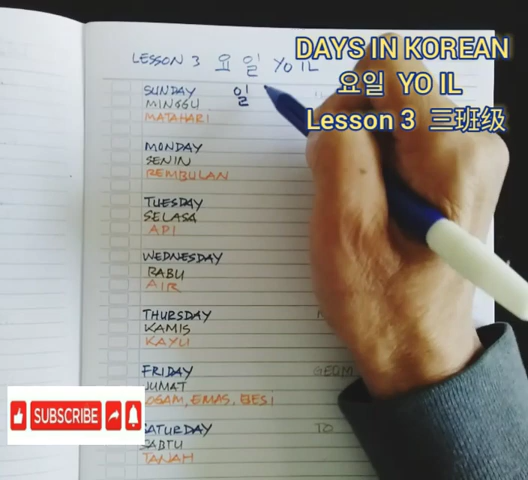 LESSON 3 요일 YO IL
DAYS IN KOREAN
요일 YO IL
Lesson 3 三班级
SUNDAY 일
MINGGU
MATAHARI
MONDAY
SENIN
REMBULAN
TUESDAY
SELASA
API
WEDNESDAY
RABU
AIR
THURSDAY
KAMIS
KAYU
FRIDAY GEUM
JUMAT
LOGAM, EMAS, BESI
SUBSCRIBE
SATURDAY TO
SABTU
TANAH